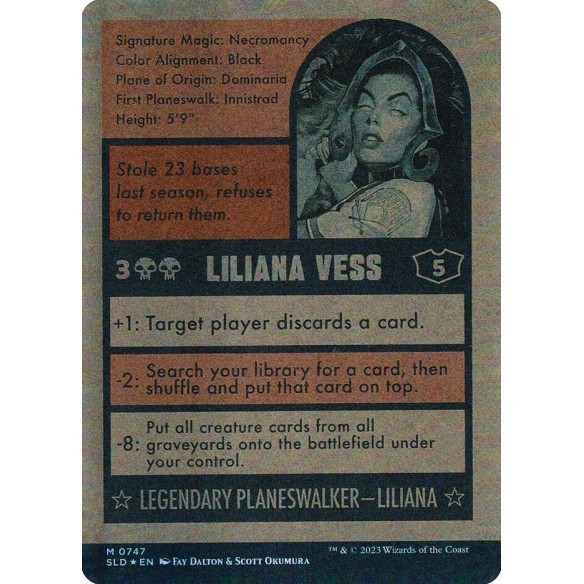 Signature Magic: Necromancy
Color Alignment: Black
Plane of Origin: Dominaria
First Planeswalk: Innistrad
Height: 5'9"
Stole 23 bases
last season, refuses
to return them.
3 LILIANA VESS 5
+1: Target player discards a card.
-2: Search your library for a card, then
shuffle and put that card on top.
-8: Put all creature cards from all
graveyards onto the battlefield under
your control.
☆ LEGENDARY PLANESWALKER—LILIANA ☆
M 0747
SLD ★ EN FAY DALTON & SCOTT OKUMURA
™ & © 2023 Wizards of the Coast